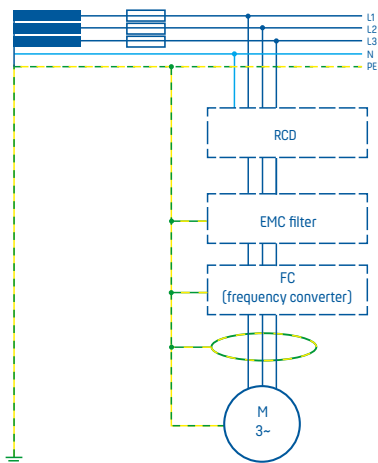 L1
L2
L3
N
PE
RCD
EMC filter
FC
(frequency converter)
M
3~